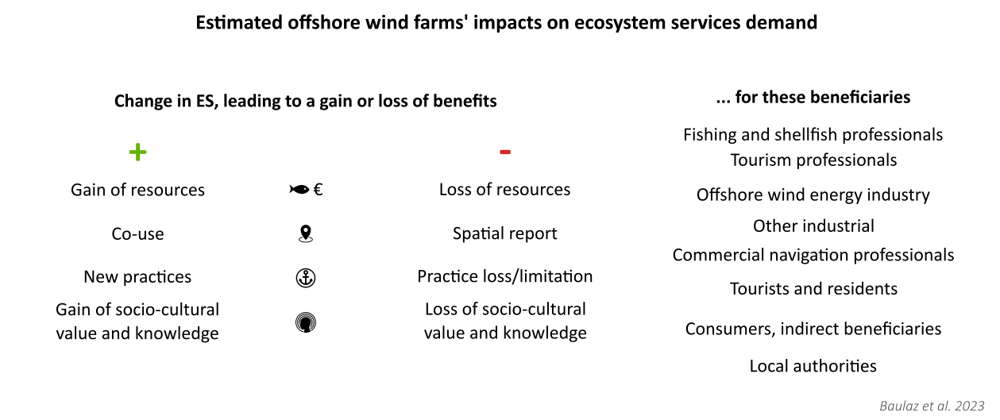 Estimated offshore wind farms' impacts on ecosystem services demand
Change in ES, leading to a gain or loss of benefits
+
-
Gain of resources
€
Loss of resources
Co-use
Spatial report
New practices
Practice loss/limitation
Gain of socio-cultural
value and knowledge
Loss of socio-cultural
value and knowledge
... for these beneficiaries
Fishing and shellfish professionals
Tourism professionals
Offshore wind energy industry
Other industrial
Commercial navigation professionals
Tourists and residents
Consumers, indirect beneficiaries
Local authorities
Baulaz et al. 2023